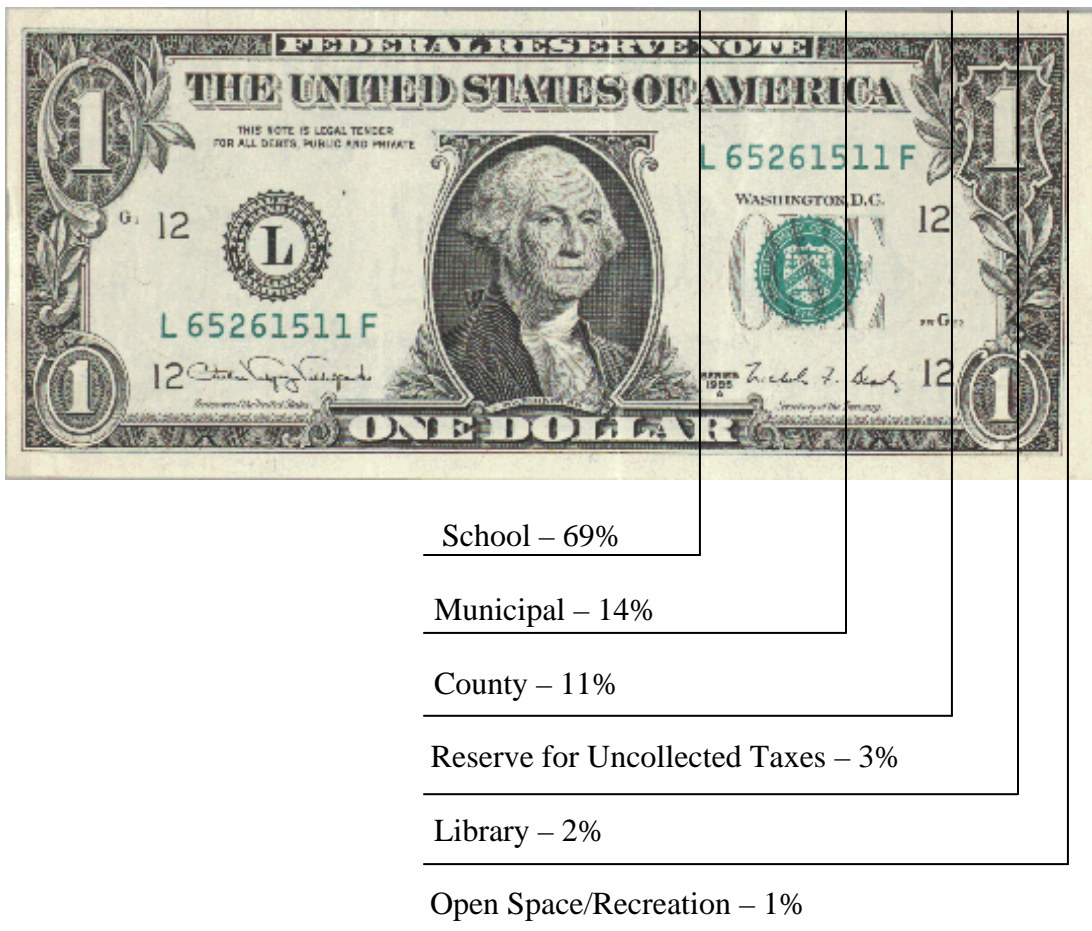 FEDERAL RESERVE NOTE
THE UNITED STATES OF AMERICA
1
1
THIS NOTE IS LEGAL TENDER
FOR ALL DEBTS, PUBLIC AND PRIVATE
L 65261511 F
WASHINGTON, D.C.
12
12
L
L 65261511 F
12
SERIES
1985
12
1
1
ONE DOLLAR
School – 69%
Municipal – 14%
County – 11%
Reserve for Uncollected Taxes – 3%
Library – 2%
Open Space/Recreation – 1%